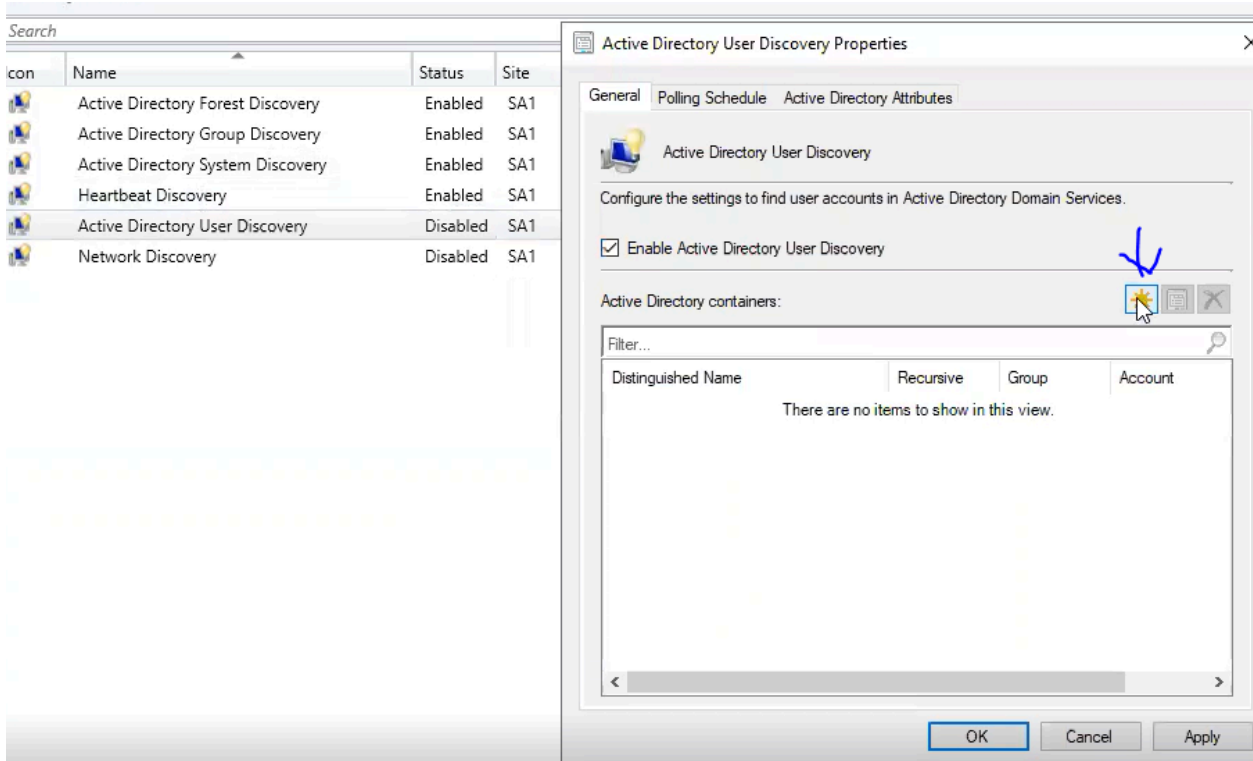 Search
Icon Name Status Site
Active Directory Forest Discovery Enabled SA1
Active Directory Group Discovery Enabled SA1
Active Directory System Discovery Enabled SA1
Heartbeat Discovery Enabled SA1
Active Directory User Discovery Disabled SA1
Network Discovery Disabled SA1
Active Directory User Discovery Properties
General Polling Schedule Active Directory Attributes
Active Directory User Discovery
Configure the settings to find user accounts in Active Directory Domain Services.
Enable Active Directory User Discovery
Active Directory containers:
Filter...
Distinguished Name Recursive Group Account
There are no items to show in this view.
OK Cancel Apply